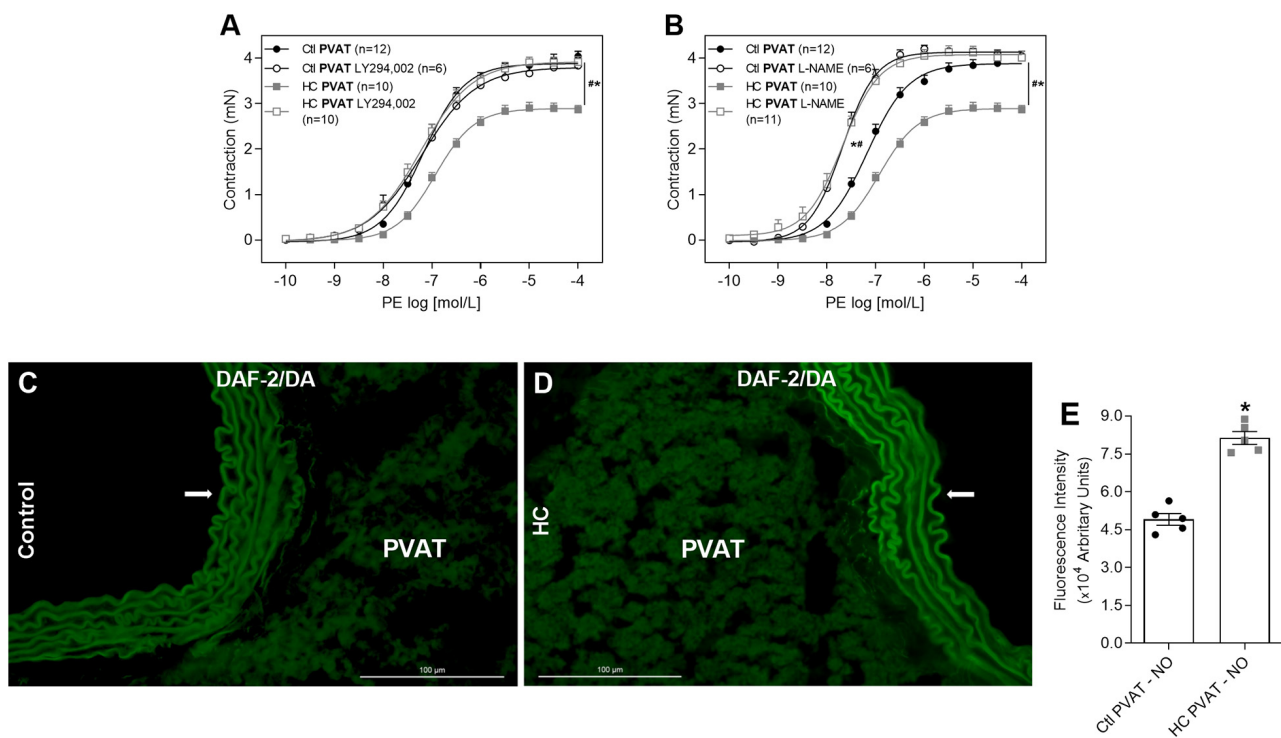 A
Ctl PVAT (n=12)
Ctl PVAT LY294,002 (n=6)
HC PVAT (n=10)
HC PVAT LY294,002
(n=10)
#*
4
3
2
1
0
Contraction (mN)
-10 -9 -8 -7 -6 -5 -4
PE log [mol/L]
B
Ctl PVAT (n=12)
Ctl PVAT L-NAME (n=6)
HC PVAT (n=10)
HC PVAT L-NAME
(n=11)
#*
*#
4
3
2
1
0
Contraction (mN)
-10 -9 -8 -7 -6 -5 -4
PE log [mol/L]
C
DAF-2/DA
Control
PVAT
100 µm
D
DAF-2/DA
HC
PVAT
100 µm
E
*
9.0
7.5
6.0
4.5
3.0
1.5
0.0
Fluorescence Intensity
(x10⁴ Arbritary Units)
Ctl PVAT - NO
HC PVAT - NO